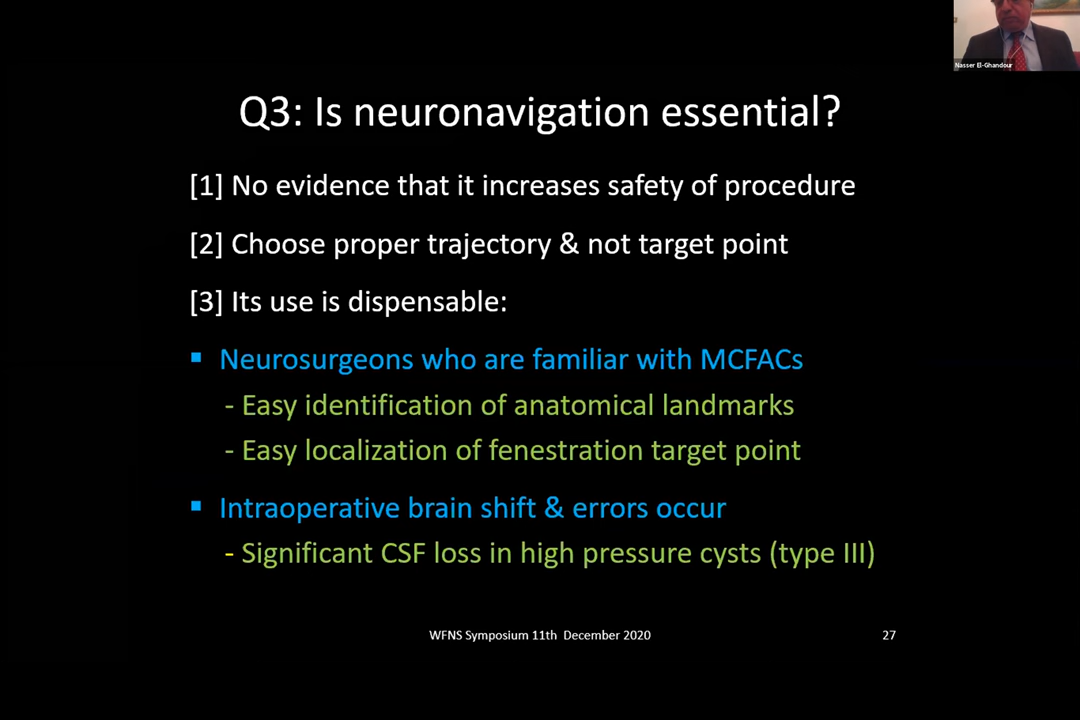 Nasser El-Ghandour
Q3: Is neuronavigation essential?
[1] No evidence that it increases safety of procedure
[2] Choose proper trajectory & not target point
[3] Its use is dispensable:
▪ Neurosurgeons who are familiar with MCFACs
- Easy identification of anatomical landmarks
- Easy localization of fenestration target point
▪ Intraoperative brain shift & errors occur
- Significant CSF loss in high pressure cysts (type III)
WFNS Symposium 11th December 2020
27